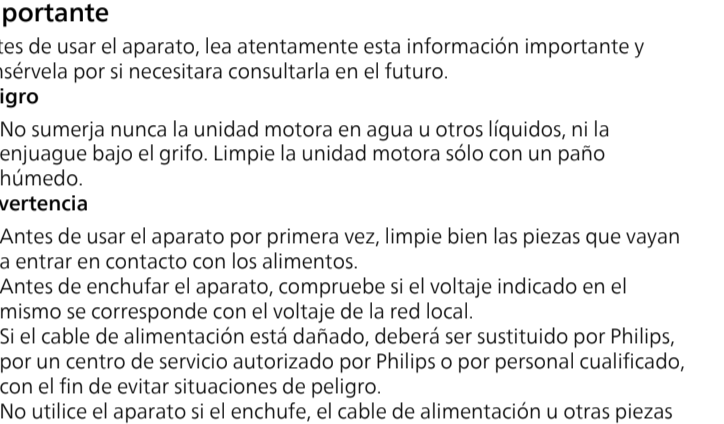 portante
tes de usar el aparato, lea atentamente esta información importante y
nsérvela por si necesitara consultarla en el futuro.
igro
No sumerja nunca la unidad motora en agua u otros líquidos, ni la
enjuague bajo el grifo. Limpie la unidad motora sólo con un paño
húmedo.
vertencia
Antes de usar el aparato por primera vez, limpie bien las piezas que vayan
a entrar en contacto con los alimentos.
Antes de enchufar el aparato, compruebe si el voltaje indicado en el
mismo se corresponde con el voltaje de la red local.
Si el cable de alimentación está dañado, deberá ser sustituido por Philips,
por un centro de servicio autorizado por Philips o por personal cualificado,
con el fin de evitar situaciones de peligro.
No utilice el aparato si el enchufe, el cable de alimentación u otras piezas